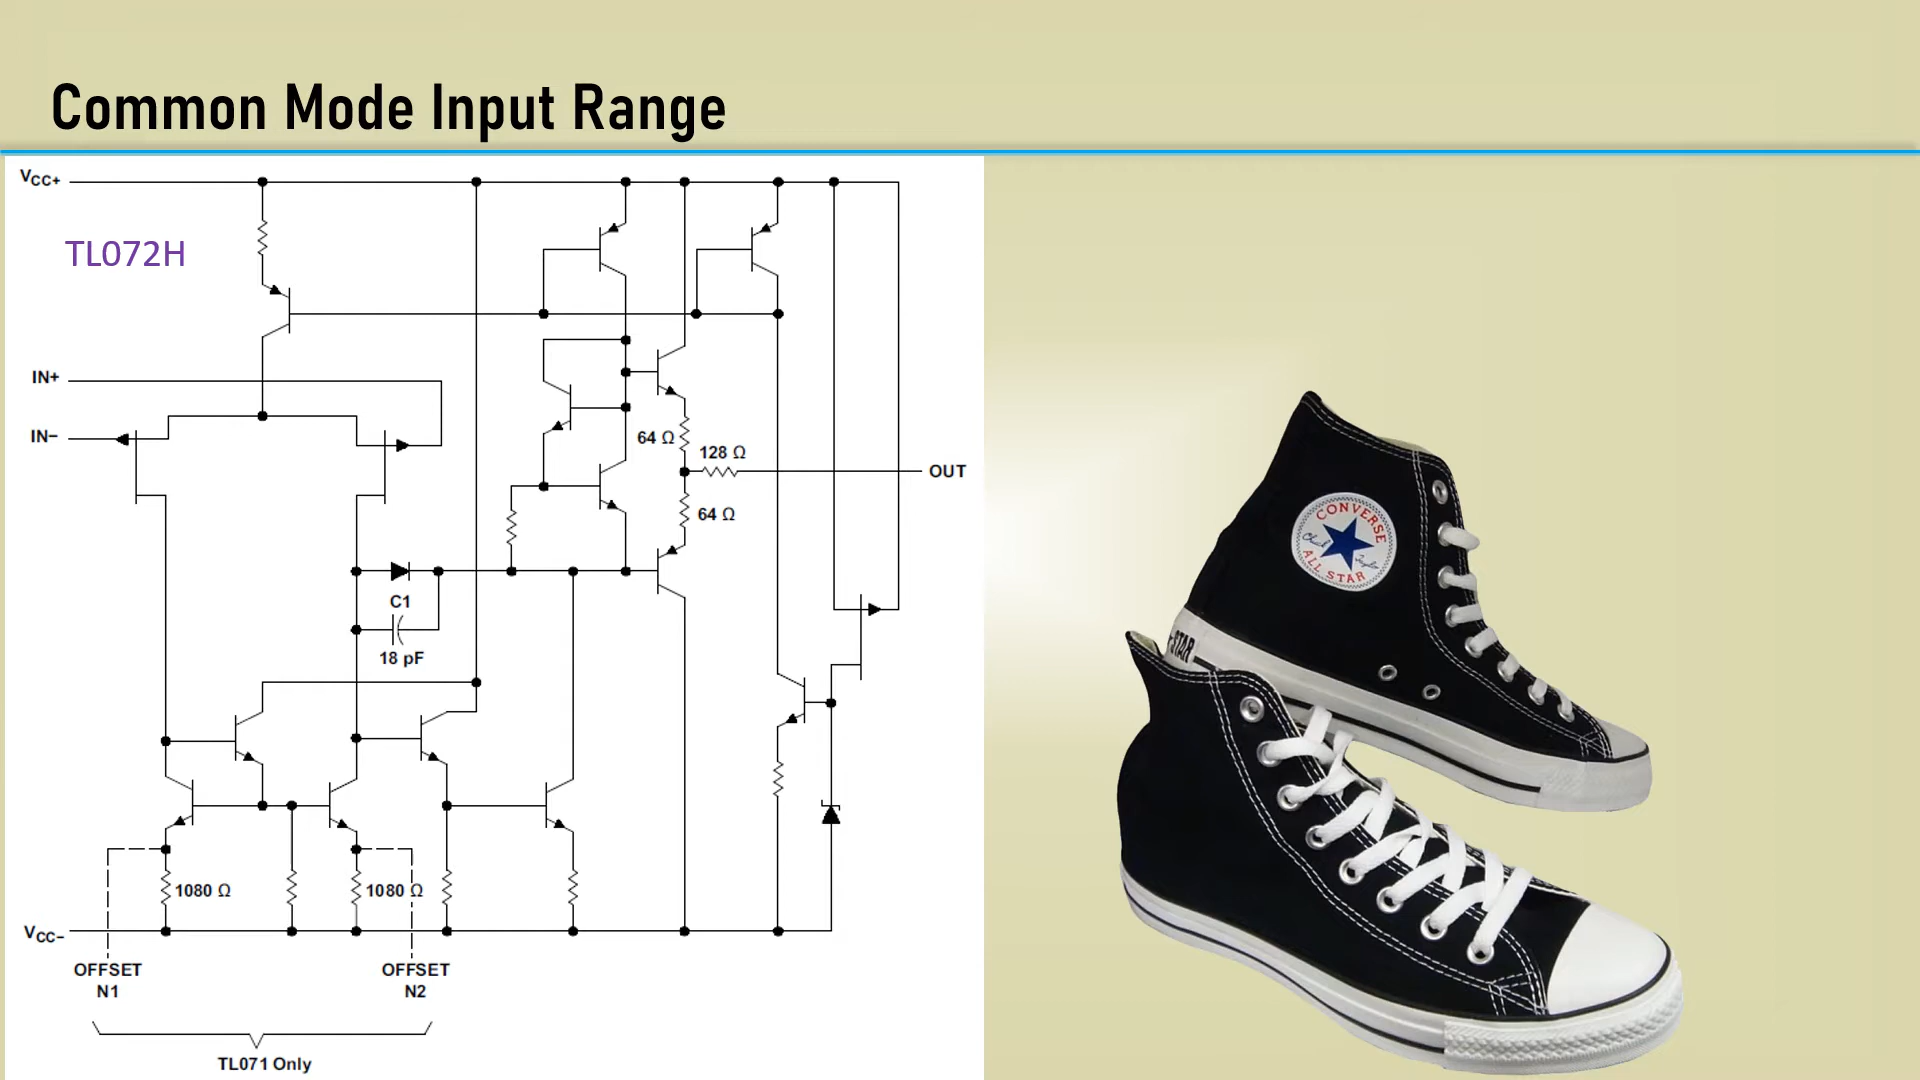 Common Mode Input Range
VCC+
TL072H
IN+
IN−
64 Ω
128 Ω
OUT
64 Ω
C1
18 pF
1080 Ω
1080 Ω
VCC−
OFFSET
N1
OFFSET
N2
TL071 Only
CONVERSE
ALL STAR
STAR